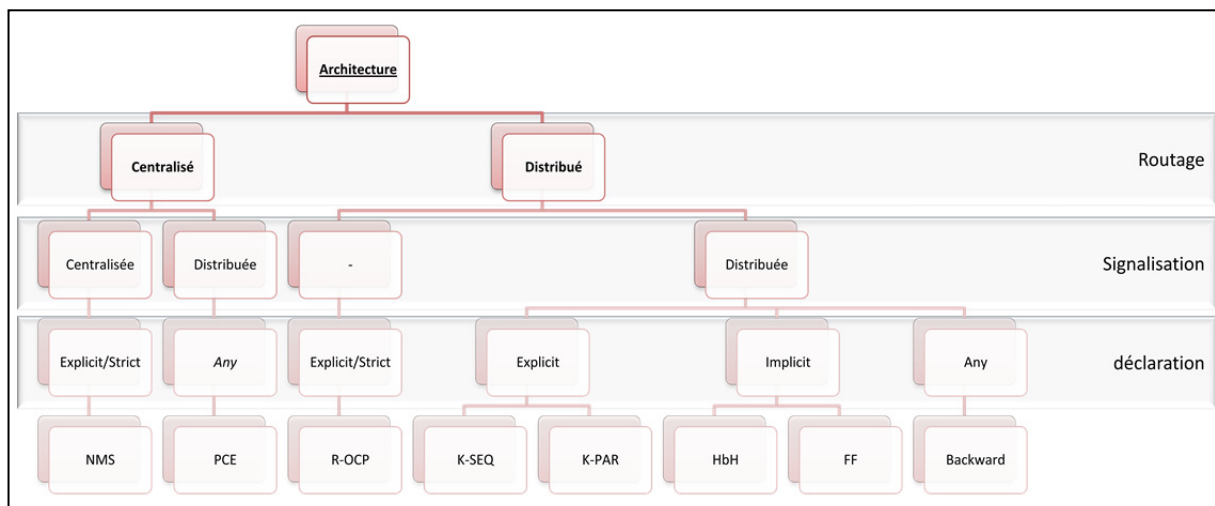 Architecture
Centralisé
Distribué
Routage
Centralisée
Distribuée
-
Distribuée
Signalisation
Explicit/Strict
Any
Explicit/Strict
Explicit
Implicit
Any
déclaration
NMS
PCE
R-OCP
K-SEQ
K-PAR
HbH
FF
Backward